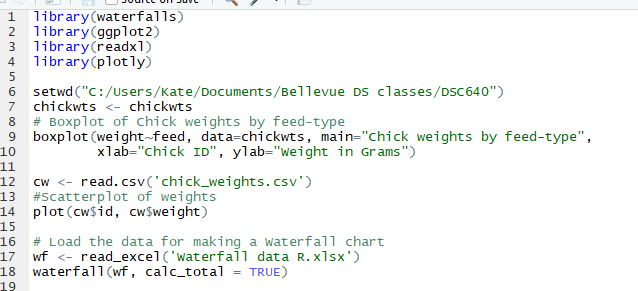 Source on Save
1 library(waterfalls)
2 library(ggplot2)
3 library(readxl)
4 library(plotly)
5
6 setwd("C:/Users/Kate/Documents/Bellevue DS classes/DSC640")
7 chickwts <- chickwts
8 # Boxplot of Chick weights by feed-type
9 boxplot(weight~feed, data=chickwts, main="Chick weights by feed-type",
10 xlab="Chick ID", ylab="Weight in Grams")
11
12 cw <- read.csv('chick_weights.csv')
13 #Scatterplot of weights
14 plot(cw$id, cw$weight)
15
16 # Load the data for making a Waterfall chart
17 wf <- read_excel('Waterfall data R.xlsx')
18 waterfall(wf, calc_total = TRUE)
19